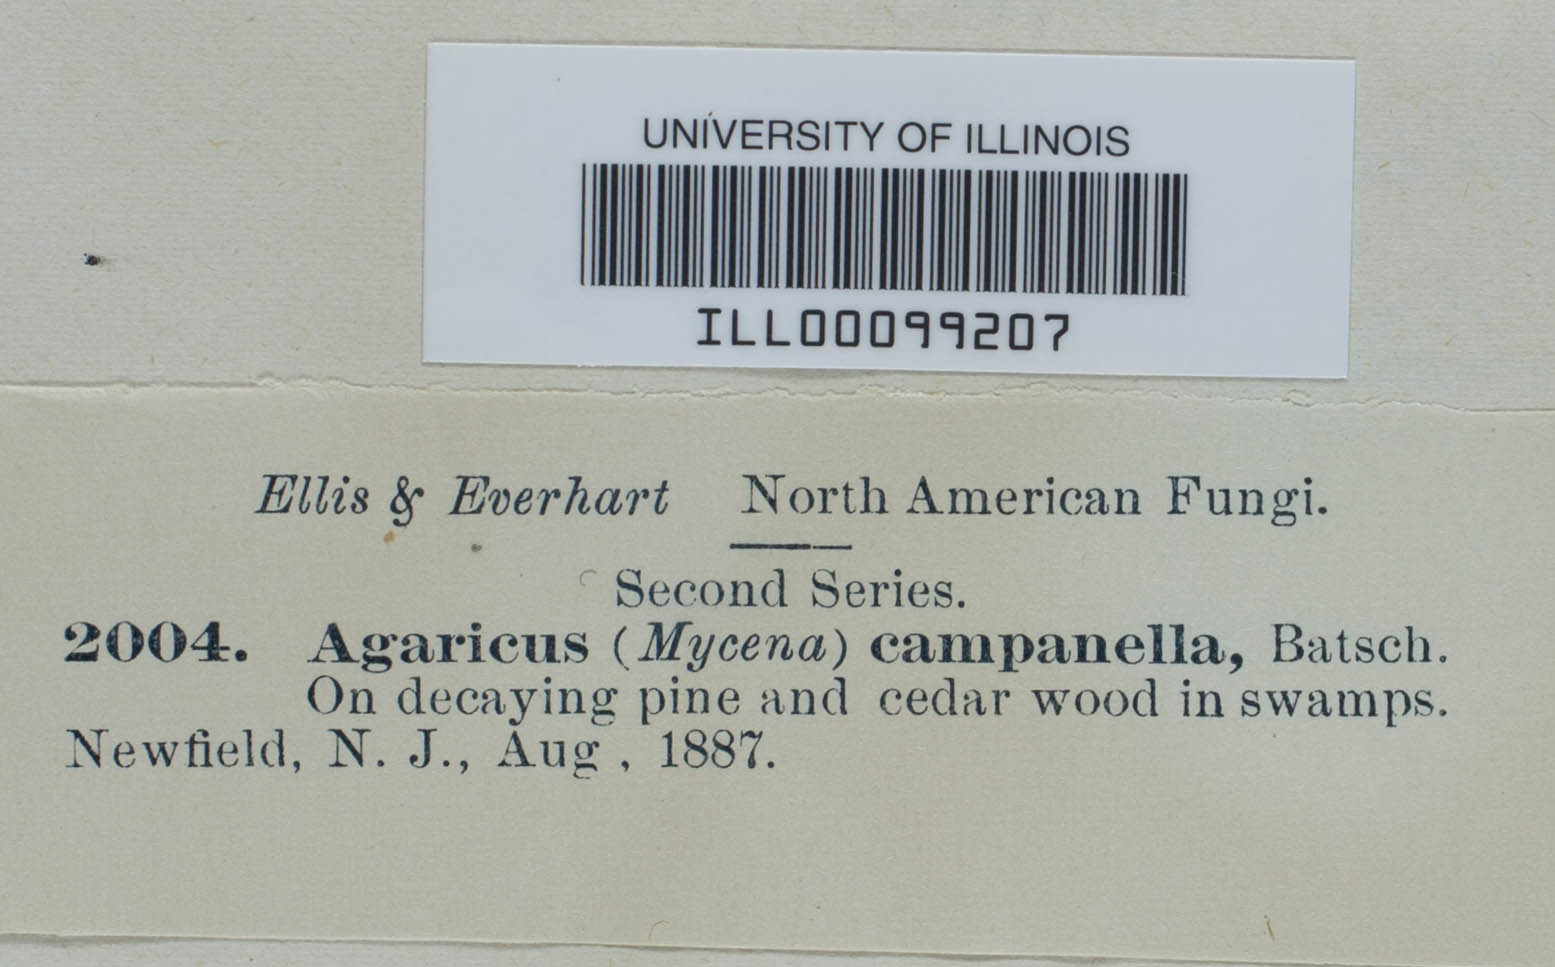 UNIVERSITY OF ILLINOIS
ILL00099207
Ellis & Everhart North American Fungi.
Second Series.
2004. Agaricus (Mycena) campanella, Batsch.
On decaying pine and cedar wood in swamps.
Newfield, N. J., Aug , 1887.